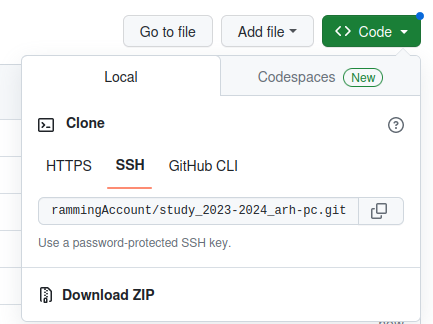 Go to file Add file Code
Local Codespaces New
Clone
HTTPS SSH GitHub CLI
rammingAccount/study_2023-2024_arh-pc.git
Use a password-protected SSH key.
Download ZIP